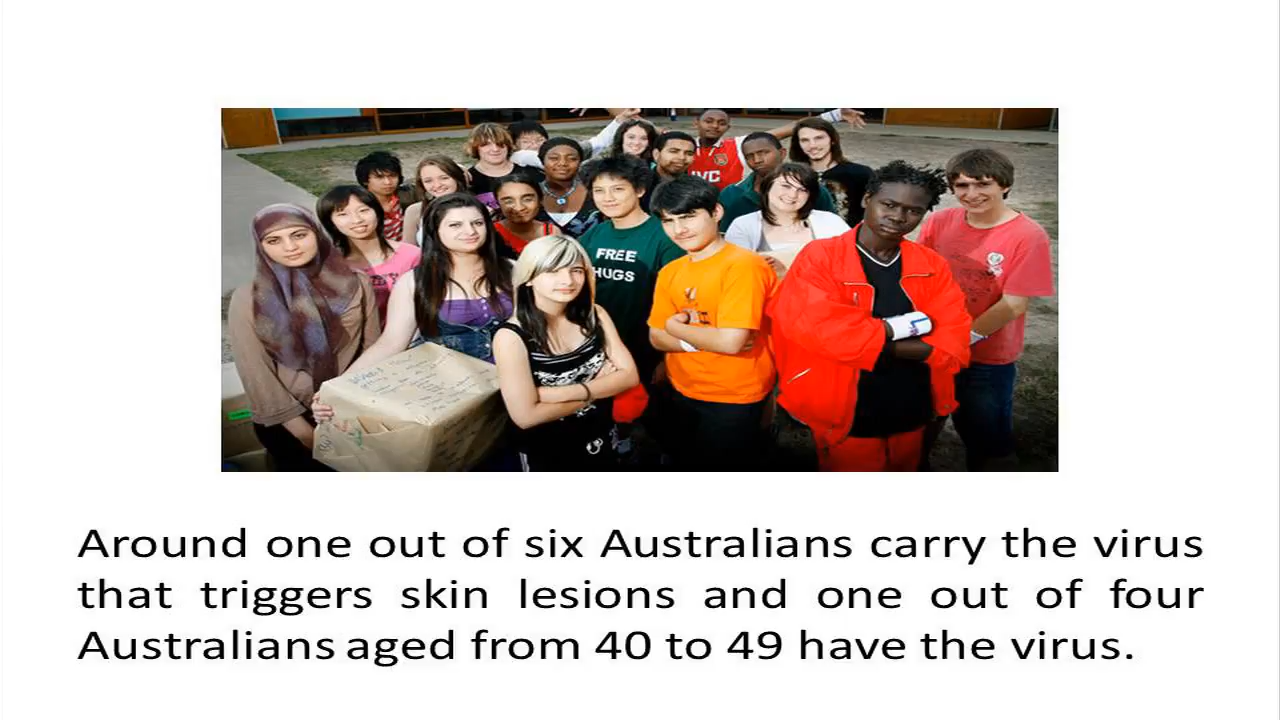 VC
FREE
HUGS
Around one out of six Australians carry the virus
that triggers skin lesions and one out of four
Australians aged from 40 to 49 have the virus.